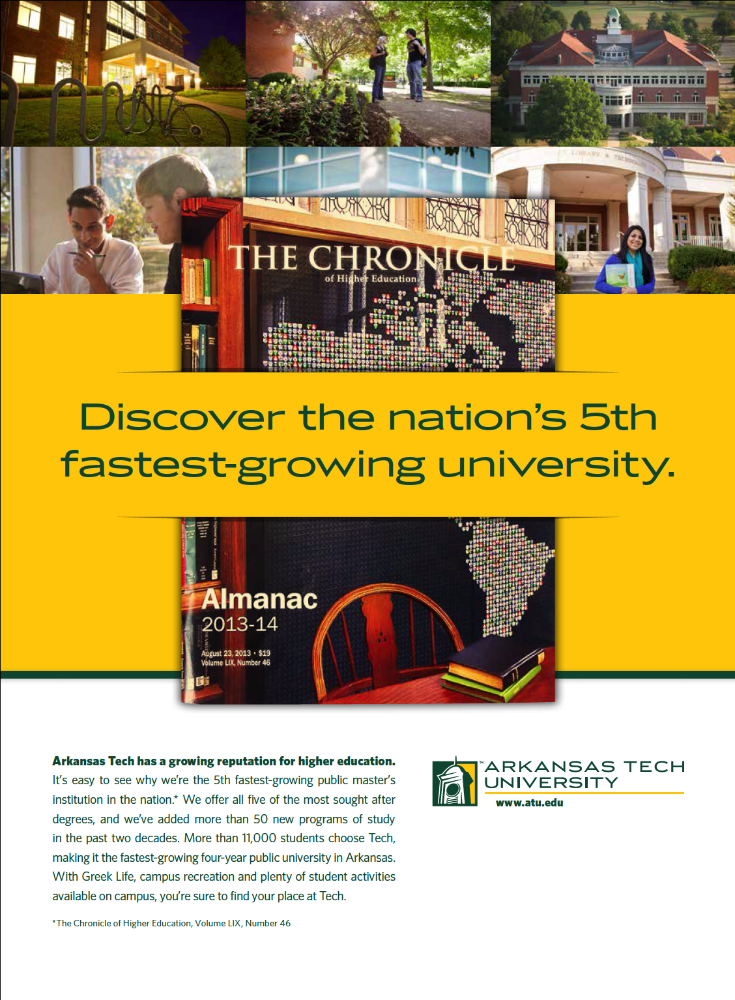 LIBRARY & TECHNO
THE CHRONICLE
of Higher Education
Discover the nation's 5th
fastest-growing university.
Almanac
2013-14
August 23, 2013 • $19
Volume LIX, Number 46
Arkansas Tech has a growing reputation for higher education.
It's easy to see why we're the 5th fastest-growing public master's
institution in the nation.* We offer all five of the most sought after
degrees, and we've added more than 50 new programs of study
in the past two decades. More than 11,000 students choose Tech,
making it the fastest-growing four-year public university in Arkansas.
With Greek Life, campus recreation and plenty of student activities
available on campus, you're sure to find your place at Tech.
*The Chronicle of Higher Education, Volume LIX, Number 46
™ARKANSAS TECH
UNIVERSITY
www.atu.edu